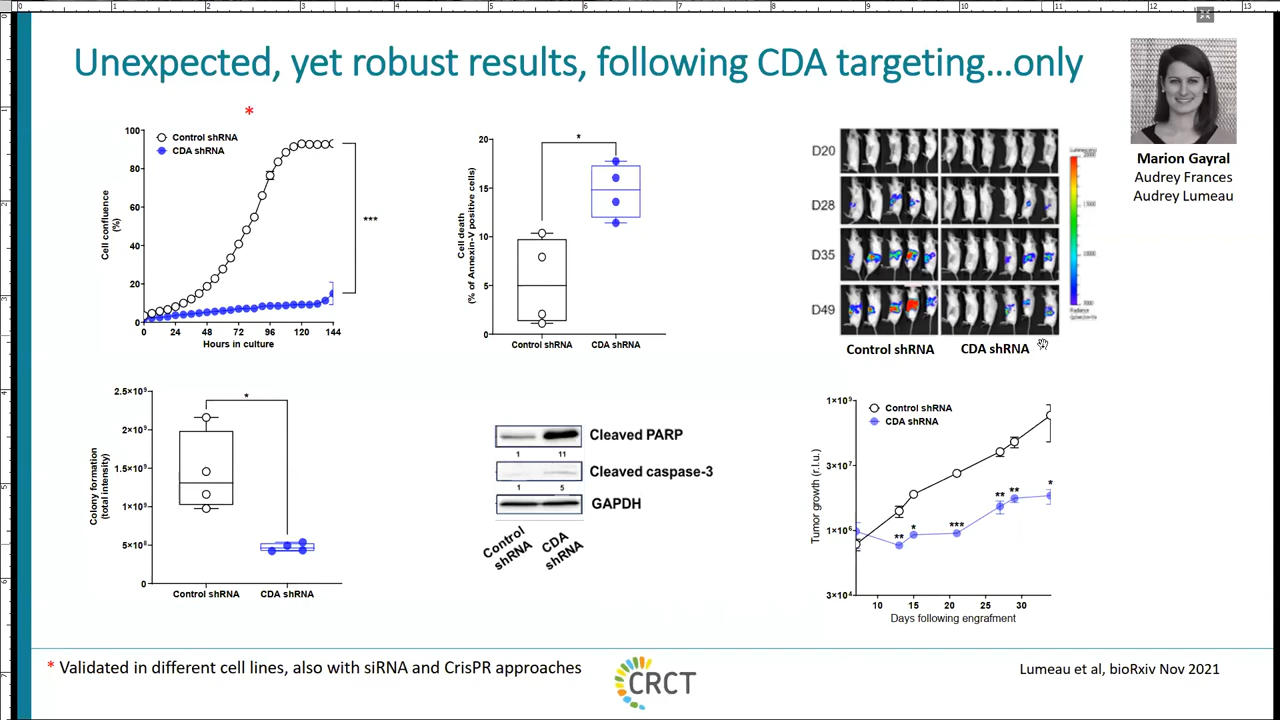 Unexpected, yet robust results, following CDA targeting...only
*
Marion Gayral
Audrey Frances
Audrey Lumeau
Control shRNA
CDA shRNA
Cell confluence
(%)
100
80
60
40
20
0
0 24 48 72 96 120 144
Hours in culture
***
Cell death
(% of Annexin-V positive cells)
20
15
10
5
0
*
Control shRNA CDA shRNA
D20
D28
D35
D49
Control shRNA CDA shRNA
Colony formation
(total intensity)
2.5×10⁹
2×10⁹
1.5×10⁹
1×10⁹
5×10⁸
0
*
Control shRNA CDA shRNA
Cleaved PARP
1 11
Cleaved caspase-3
1 5
GAPDH
Control
shRNA
CDA
shRNA
Control shRNA
CDA shRNA
Tumor growth (r.l.u.)
1×10⁹
3×10⁷
1×10⁶
3×10⁴
** * *** ** ** *
10 15 20 25 30
Days following engrafment
* Validated in different cell lines, also with siRNA and CrisPR approaches
CRCT
Lumeau et al, bioRxiv Nov 2021